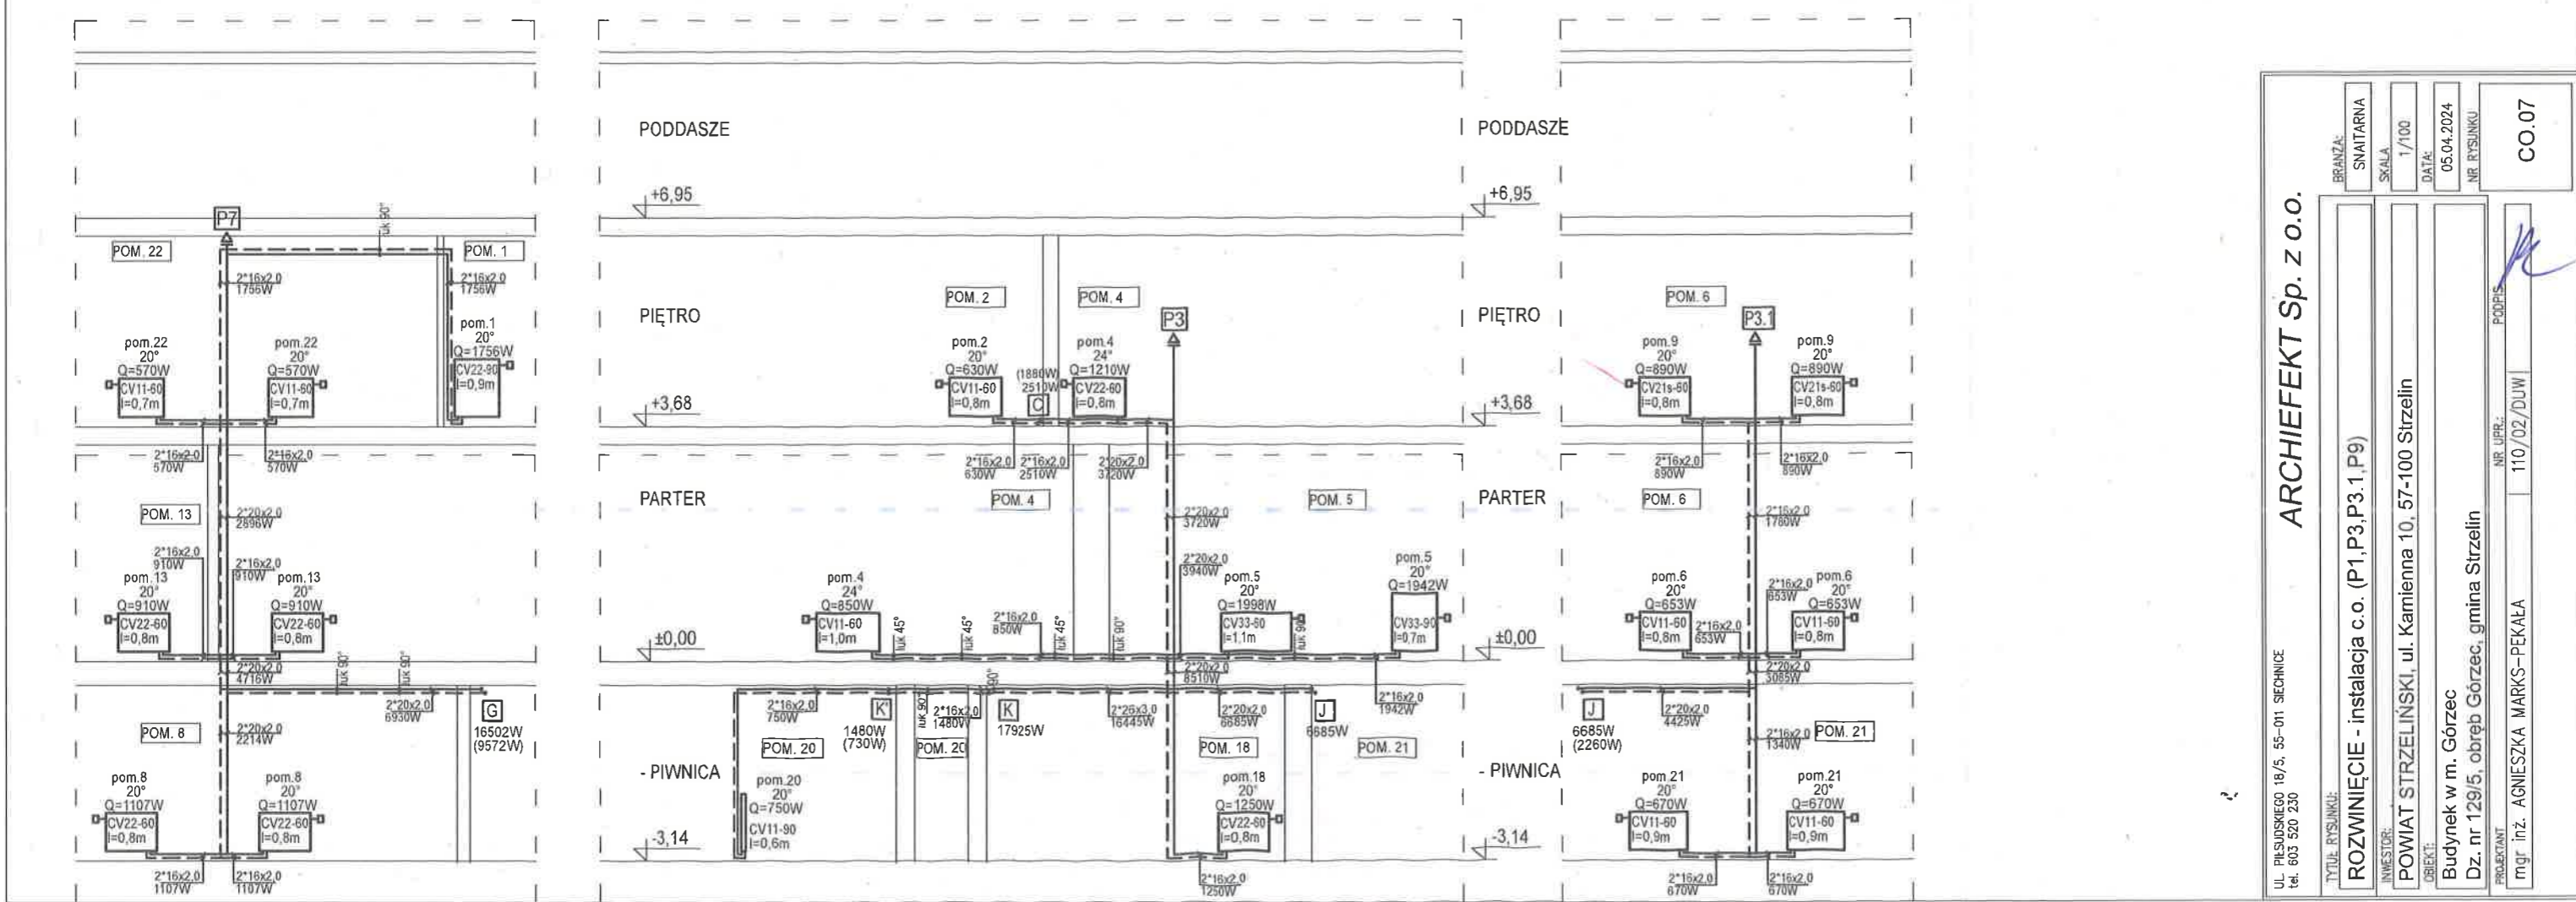 P7
POM. 22
łuk 90°
POM. 1
2*16x2,0
1756W
2*16x2,0
1756W
pom.22
20°
Q=570W
CV11-60
l=0,7m
pom.22
20°
Q=570W
CV11-60
l=0,7m
pom.1
20°
Q=1756W
CV22-90
l=0,9m
2*16x2,0
570W
2*16x2,0
570W
POM. 13
2*20x2,0
2896W
2*16x2,0
910W
2*16x2,0
910W
pom.13
20°
Q=910W
CV22-60
l=0,8m
pom.13
20°
Q=910W
CV22-60
l=0,8m
2*20x2,0
4716W
łuk 90°
łuk 90°
2*20x2,0
6930W
G
16502W
(9572W)
POM. 8
2*20x2,0
2214W
pom.8
20°
Q=1107W
CV22-60
l=0,8m
pom.8
20°
Q=1107W
CV22-60
l=0,8m
2*16x2,0
1107W
2*16x2,0
1107W
PODDASZE
+6,95
PIĘTRO
POM. 2
POM. 4
P3
pom.2
20°
Q=630W
CV11-60
l=0,8m
(1880W)
2510W
C
pom.4
24°
Q=1210W
CV22-60
l=0,8m
+3,68
2*16x2,0
630W
2*16x2,0
2510W
2*20x2,0
3720W
PARTER
POM. 4
POM. 5
2*20x2,0
3720W
2*20x2,0
3940W
pom.4
24°
Q=850W
CV11-60
l=1,0m
łuk 45°
łuk 45°
2*16x2,0
850W
łuk 45°
łuk 90°
pom.5
20°
Q=1998W
CV33-60
l=1,1m
łuk 90°
pom.5
20°
Q=1942W
CV33-90
l=0,7m
±0,00
2*20x2,0
8510W
2*16x2,0
1942W
2*16x2,0
750W
K'
1480W
(730W)
łuk 90°
2*16x2,0
1480W
90°
K
17925W
2*26x3,0
16445W
2*20x2,0
6685W
J
6685W
POM. 20
POM. 20
POM. 18
POM. 21
- PIWNICA
pom.20
20°
Q=750W
CV11-90
l=0,6m
pom.18
20°
Q=1250W
CV22-60
l=0,8m
-3,14
2*16x2,0
1250W
PODDASZE
+6,95
PIĘTRO
POM. 6
P3.1
pom.9
20°
Q=890W
CV21s-60
l=0,8m
pom.9
20°
Q=890W
CV21s-60
l=0,8m
+3,68
2*16x2,0
890W
2*16x2,0
890W
PARTER
POM. 6
2*16x2,0
1780W
pom.6
20°
Q=653W
CV11-60
l=0,8m
2*16x2,0
653W
2*16x2,0
653W
pom.6
20°
Q=653W
CV11-60
l=0,8m
±0,00
2*20x2,0
3085W
J
6685W
(2260W)
2*20x2,0
4425W
2*16x2,0
1340W
POM. 21
- PIWNICA
pom.21
20°
Q=670W
CV11-60
l=0,9m
pom.21
20°
Q=670W
CV11-60
l=0,9m
-3,14
2*16x2,0
670W
2*16x2,0
670W
UL. PIŁSUDSKIEGO 18/5, 55-011 SIECHNICE
tel. 603 520 230
ARCHIEFEKT Sp. z o.o.
TYTUŁ RYSUNKU:
ROZWINIĘCIE - instalacja c.o. (P1,P3,P3.1,P9)
BRANŻA:
SNAITARNA
INWESTOR:
POWIAT STRZELIŃSKI, ul. Kamienna 10, 57-100 Strzelin
SKALA
1/100
OBIEKT:
Budynek w m. Górzec
Dz. nr 129/5, obręb Górzec, gmina Strzelin
DATA:
05.04.2024
PROJEKTANT
mgr inż. AGNIESZKA MARKS-PEKAŁA
NR UPR.:
110/02/DUW
PODPIS
NR RYSUNKU
CO.07